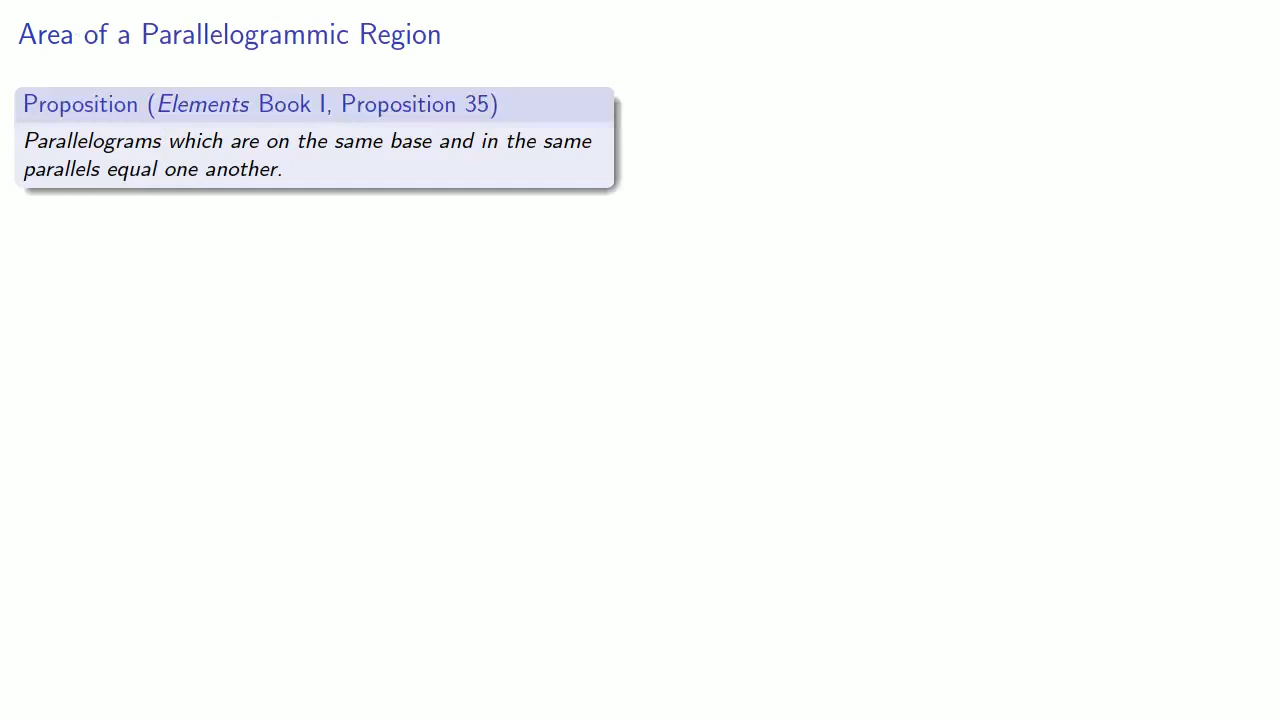 Area of a Parallelogrammic Region
Proposition (Elements Book I, Proposition 35)
Parallelograms which are on the same base and in the same
parallels equal one another.